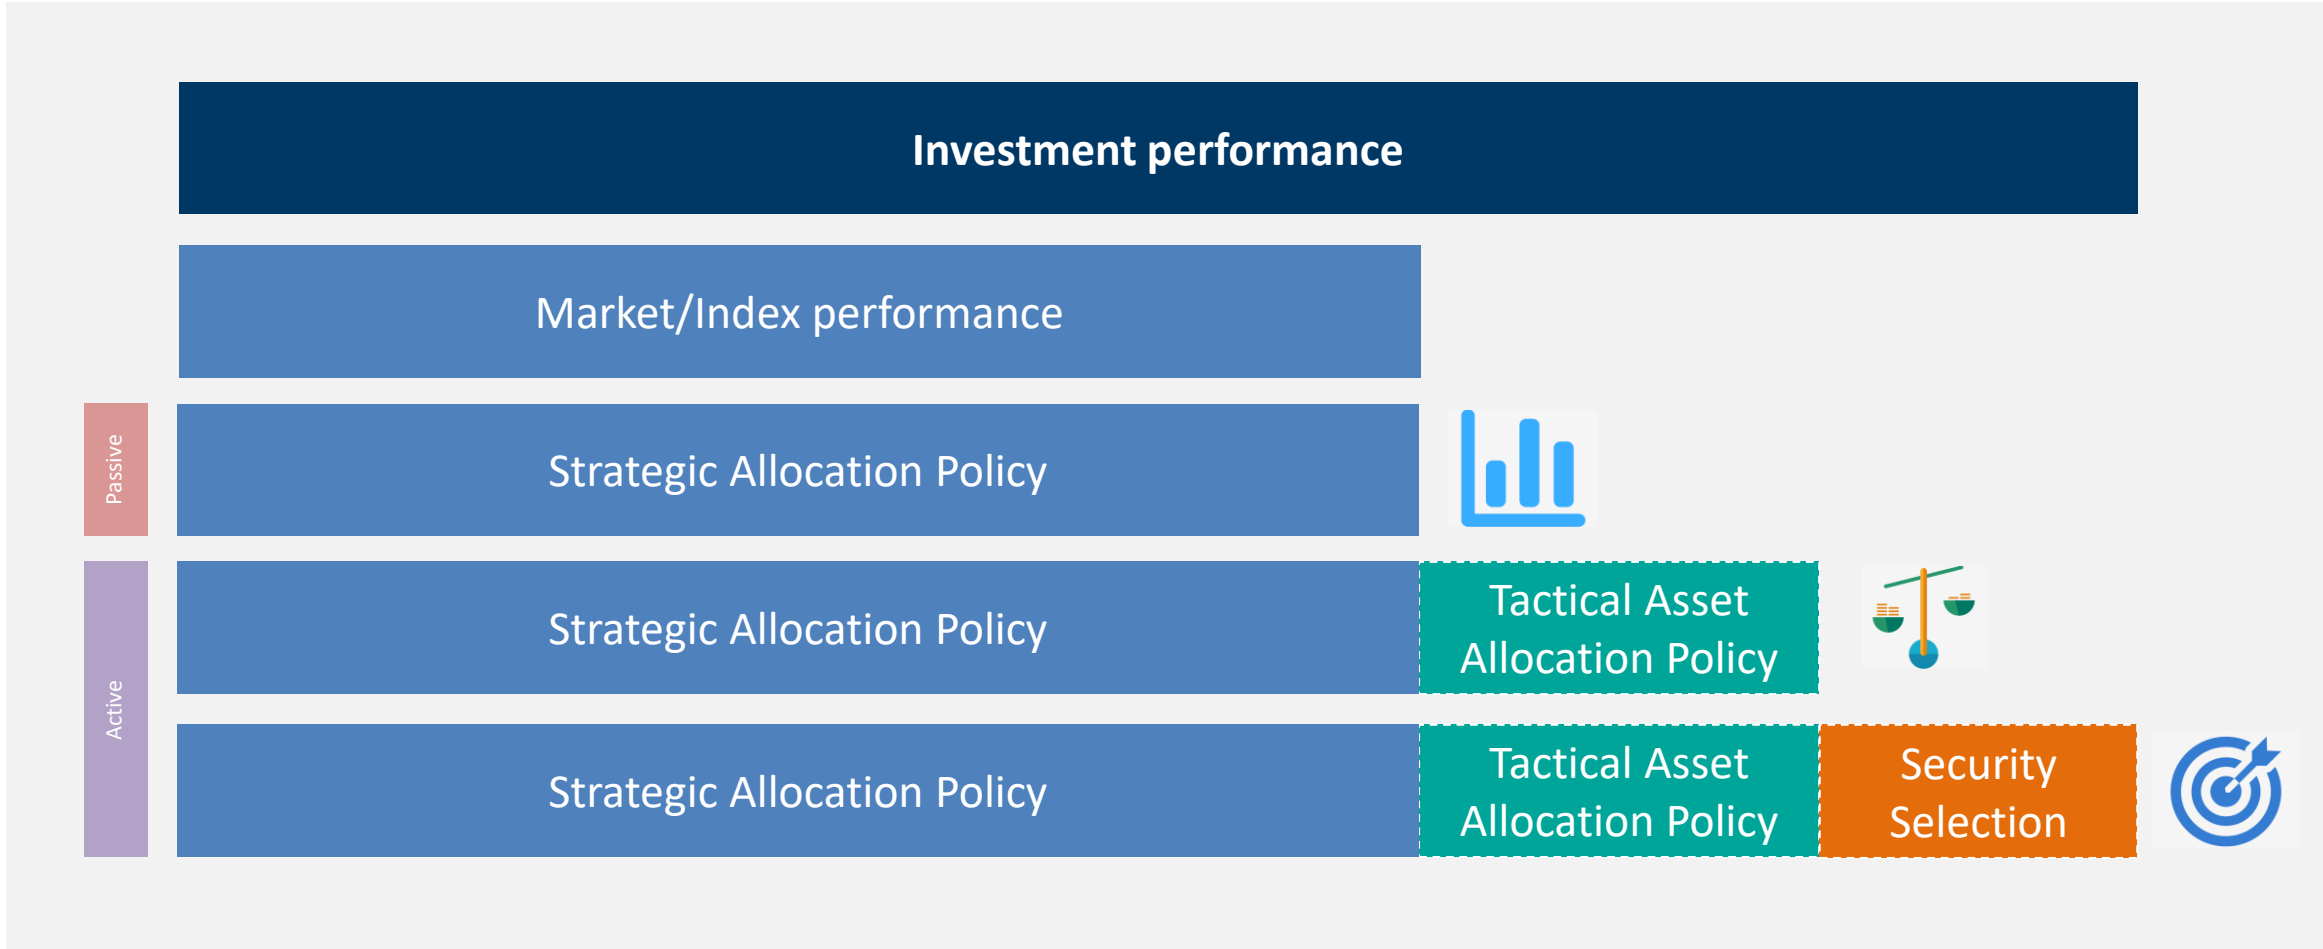 Investment performance
Market/Index performance
Passive
Strategic Allocation Policy
Active
Strategic Allocation Policy
Tactical Asset
Allocation Policy
Strategic Allocation Policy
Tactical Asset
Allocation Policy
Security
Selection